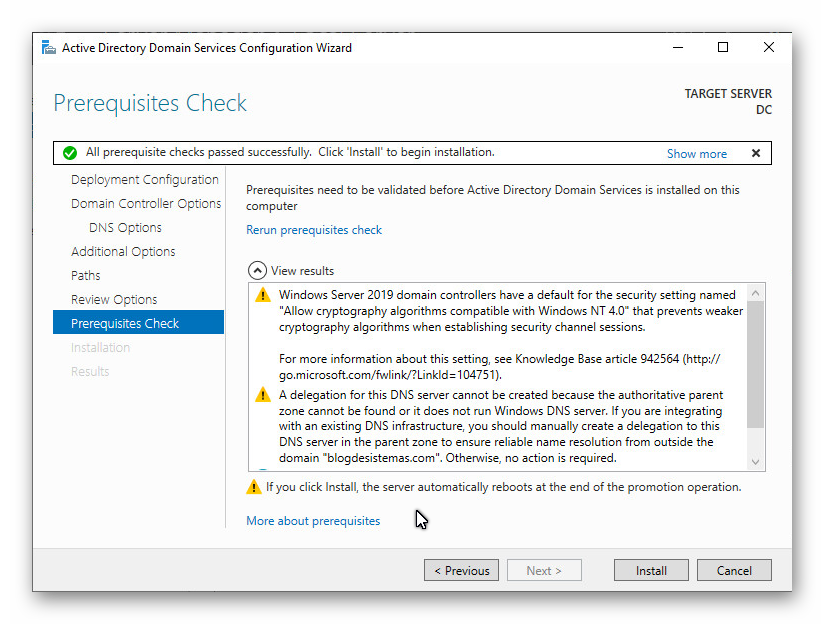 Active Directory Domain Services Configuration Wizard
Prerequisites Check
TARGET SERVER
DC
All prerequisite checks passed successfully.  Click 'Install' to begin installation.
Show more
Deployment Configuration
Domain Controller Options
DNS Options
Additional Options
Paths
Review Options
Prerequisites Check
Installation
Results
Prerequisites need to be validated before Active Directory Domain Services is installed on this
computer
Rerun prerequisites check
View results
Windows Server 2019 domain controllers have a default for the security setting named
"Allow cryptography algorithms compatible with Windows NT 4.0" that prevents weaker
cryptography algorithms when establishing security channel sessions.
For more information about this setting, see Knowledge Base article 942564 (http://
go.microsoft.com/fwlink/?LinkId=104751).
A delegation for this DNS server cannot be created because the authoritative parent
zone cannot be found or it does not run Windows DNS server. If you are integrating
with an existing DNS infrastructure, you should manually create a delegation to this
DNS server in the parent zone to ensure reliable name resolution from outside the
domain "blogdesistemas.com". Otherwise, no action is required.
If you click Install, the server automatically reboots at the end of the promotion operation.
More about prerequisites
< Previous
Next >
Install
Cancel